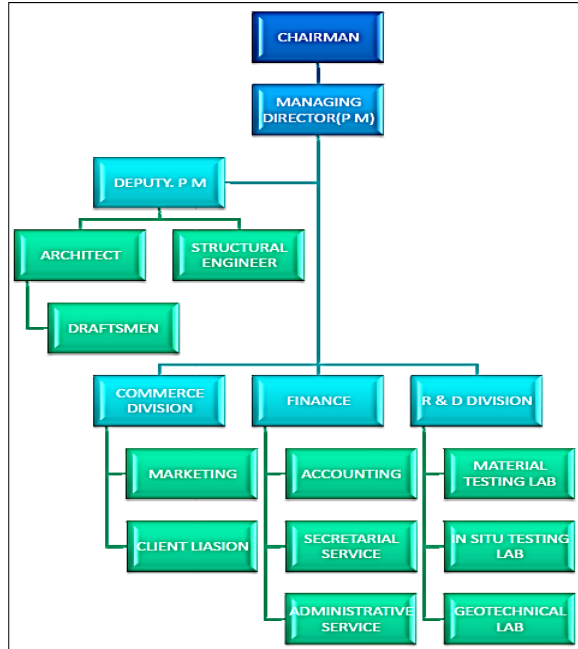 CHAIRMAN
MANAGING
DIRECTOR(P M)
DEPUTY. P M
ARCHITECT
STRUCTURAL
ENGINEER
DRAFTSMEN
COMMERCE
DIVISION
FINANCE
R & D DIVISION
MARKETING
ACCOUNTING
MATERIAL
TESTING LAB
CLIENT LIASION
SECRETARIAL
SERVICE
IN SITU TESTING
LAB
ADMINISTRATIVE
SERVICE
GEOTECHNICAL
LAB